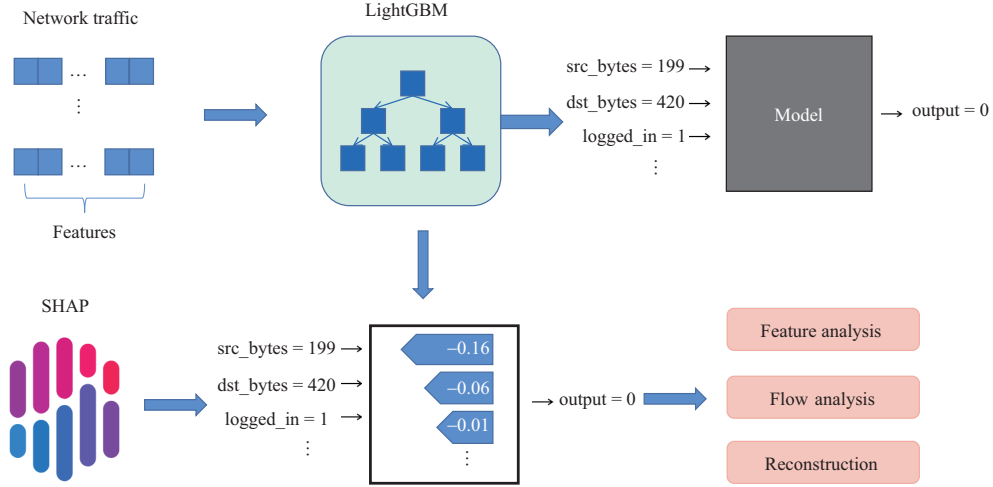 Network traffic
...
⋮
...
Features
LightGBM
src_bytes = 199
dst_bytes = 420
logged_in = 1
⋮
Model
output = 0
SHAP
src_bytes = 199
dst_bytes = 420
logged_in = 1
⋮
−0.16
−0.06
−0.01
⋮
output = 0
Feature analysis
Flow analysis
Reconstruction